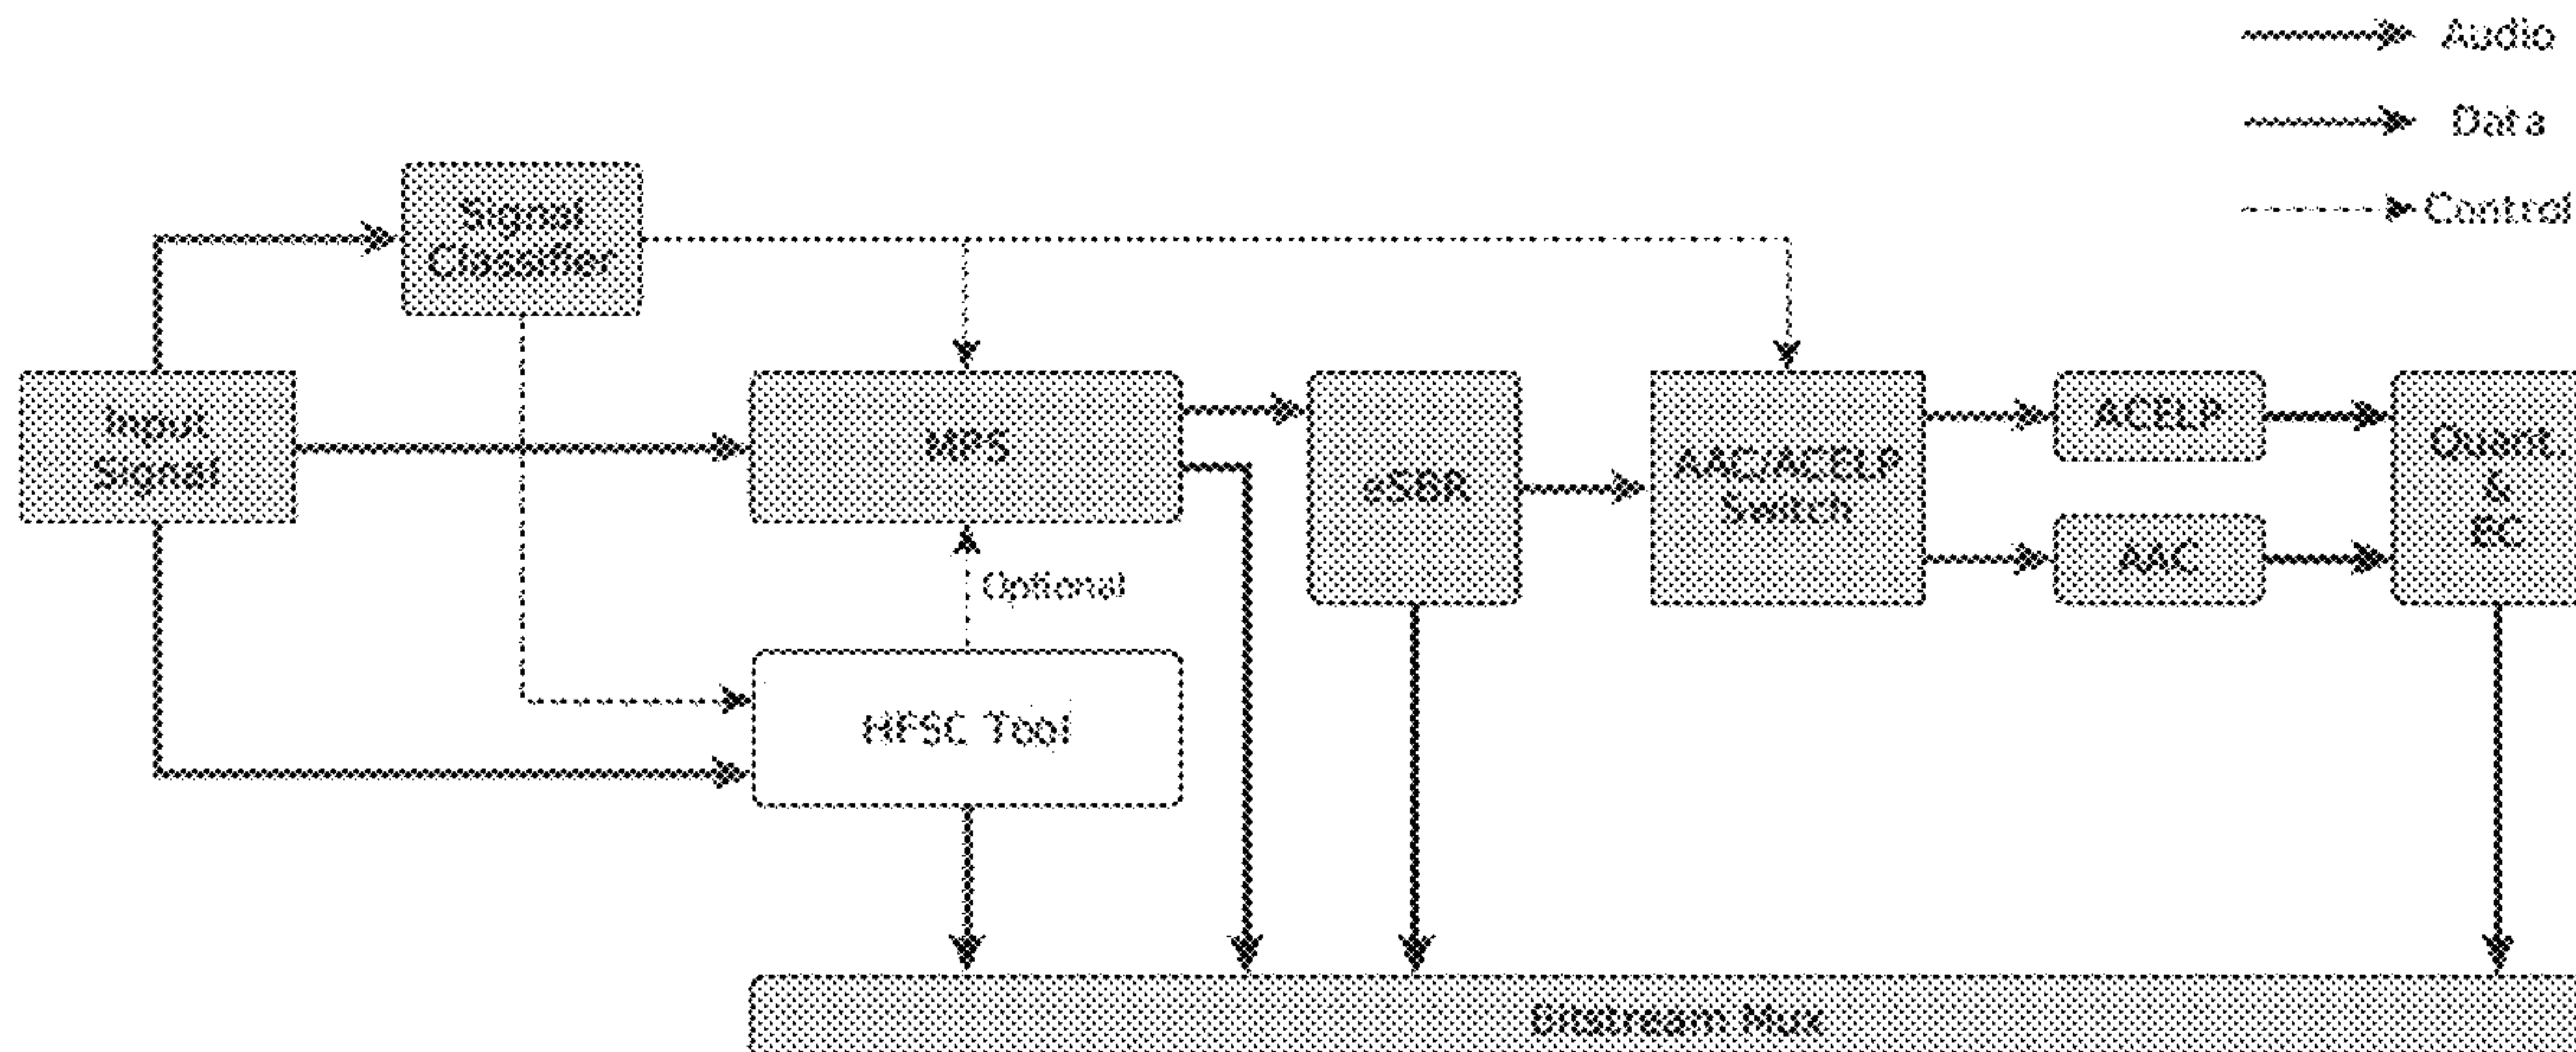 Audio
Data
Control
Signal
Classifier
Input
Signal
MPS
eSBR
AAC/ACELP
Switch
ACELP
AAC
Quant.
&
EC
Optional
HFSC Tool
Bitstream Mux